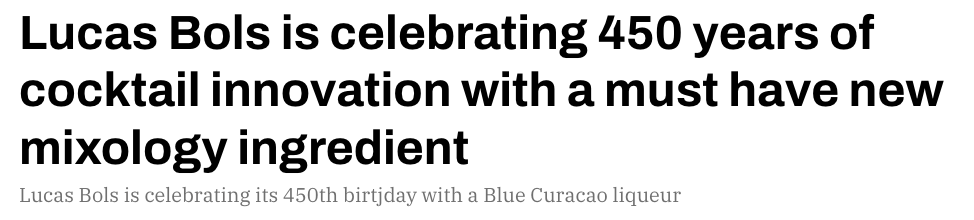 Lucas Bols is celebrating 450 years of
cocktail innovation with a must have new
mixology ingredient
Lucas Bols is celebrating its 450th birtjday with a Blue Curacao liqueur